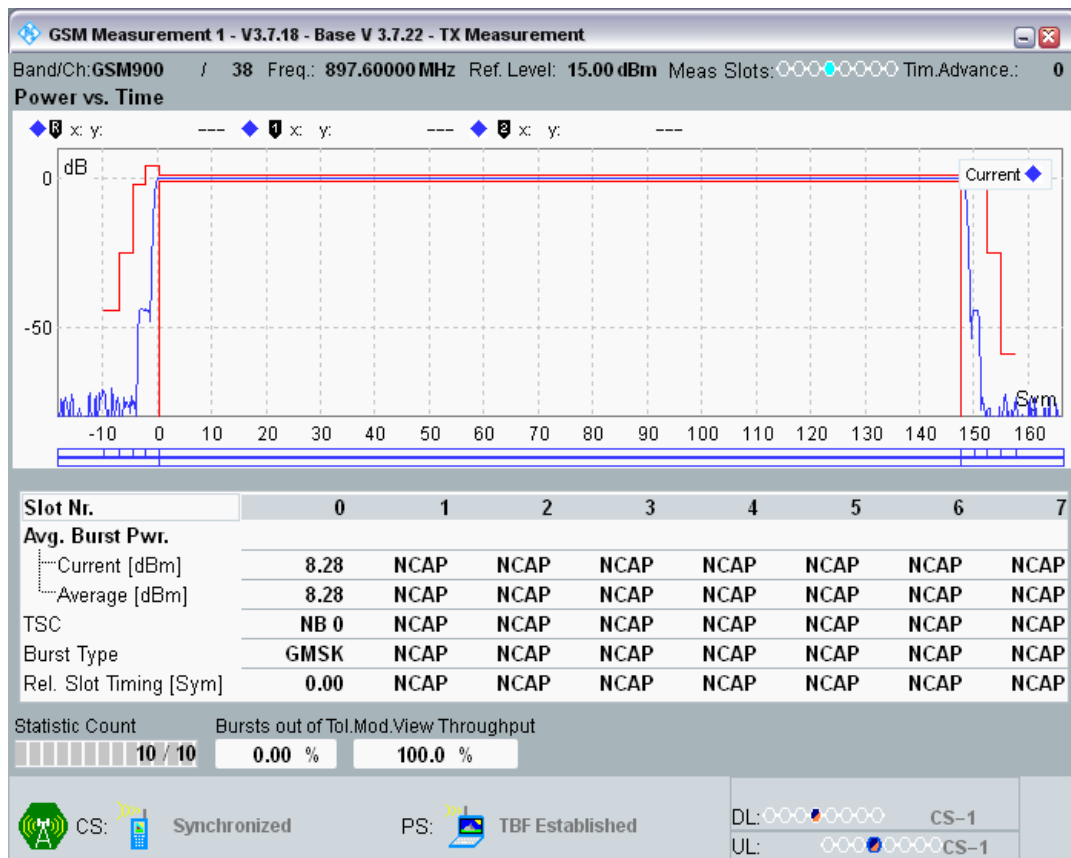 GSM Measurement 1 - V3.7.18 - Base V 3.7.22 - TX Measurement
Band/Ch:GSM900 / 38 Freq.: 897.60000 MHz Ref. Level: 15.00 dBm Meas Slots: Tim.Advance.: 0
Power vs. Time
R x: y: --- 1 x: y: --- 2 x: y: ---
dB
Current
0
-50
Sym
-10 0 10 20 30 40 50 60 70 80 90 100 110 120 130 140 150 160
Slot Nr. 0 1 2 3 4 5 6 7
Avg. Burst Pwr.
Current [dBm] 8.28 NCAP NCAP NCAP NCAP NCAP NCAP NCAP
Average [dBm] 8.28 NCAP NCAP NCAP NCAP NCAP NCAP NCAP
TSC NB 0 NCAP NCAP NCAP NCAP NCAP NCAP NCAP
Burst Type GMSK NCAP NCAP NCAP NCAP NCAP NCAP NCAP
Rel. Slot Timing [Sym] 0.00 NCAP NCAP NCAP NCAP NCAP NCAP NCAP
Statistic Count Bursts out of Tol.Mod.View Throughput
10 / 10 0.00 % 100.0 %
CS: Synchronized PS: TBF Established
DL: CS-1
UL: CS-1